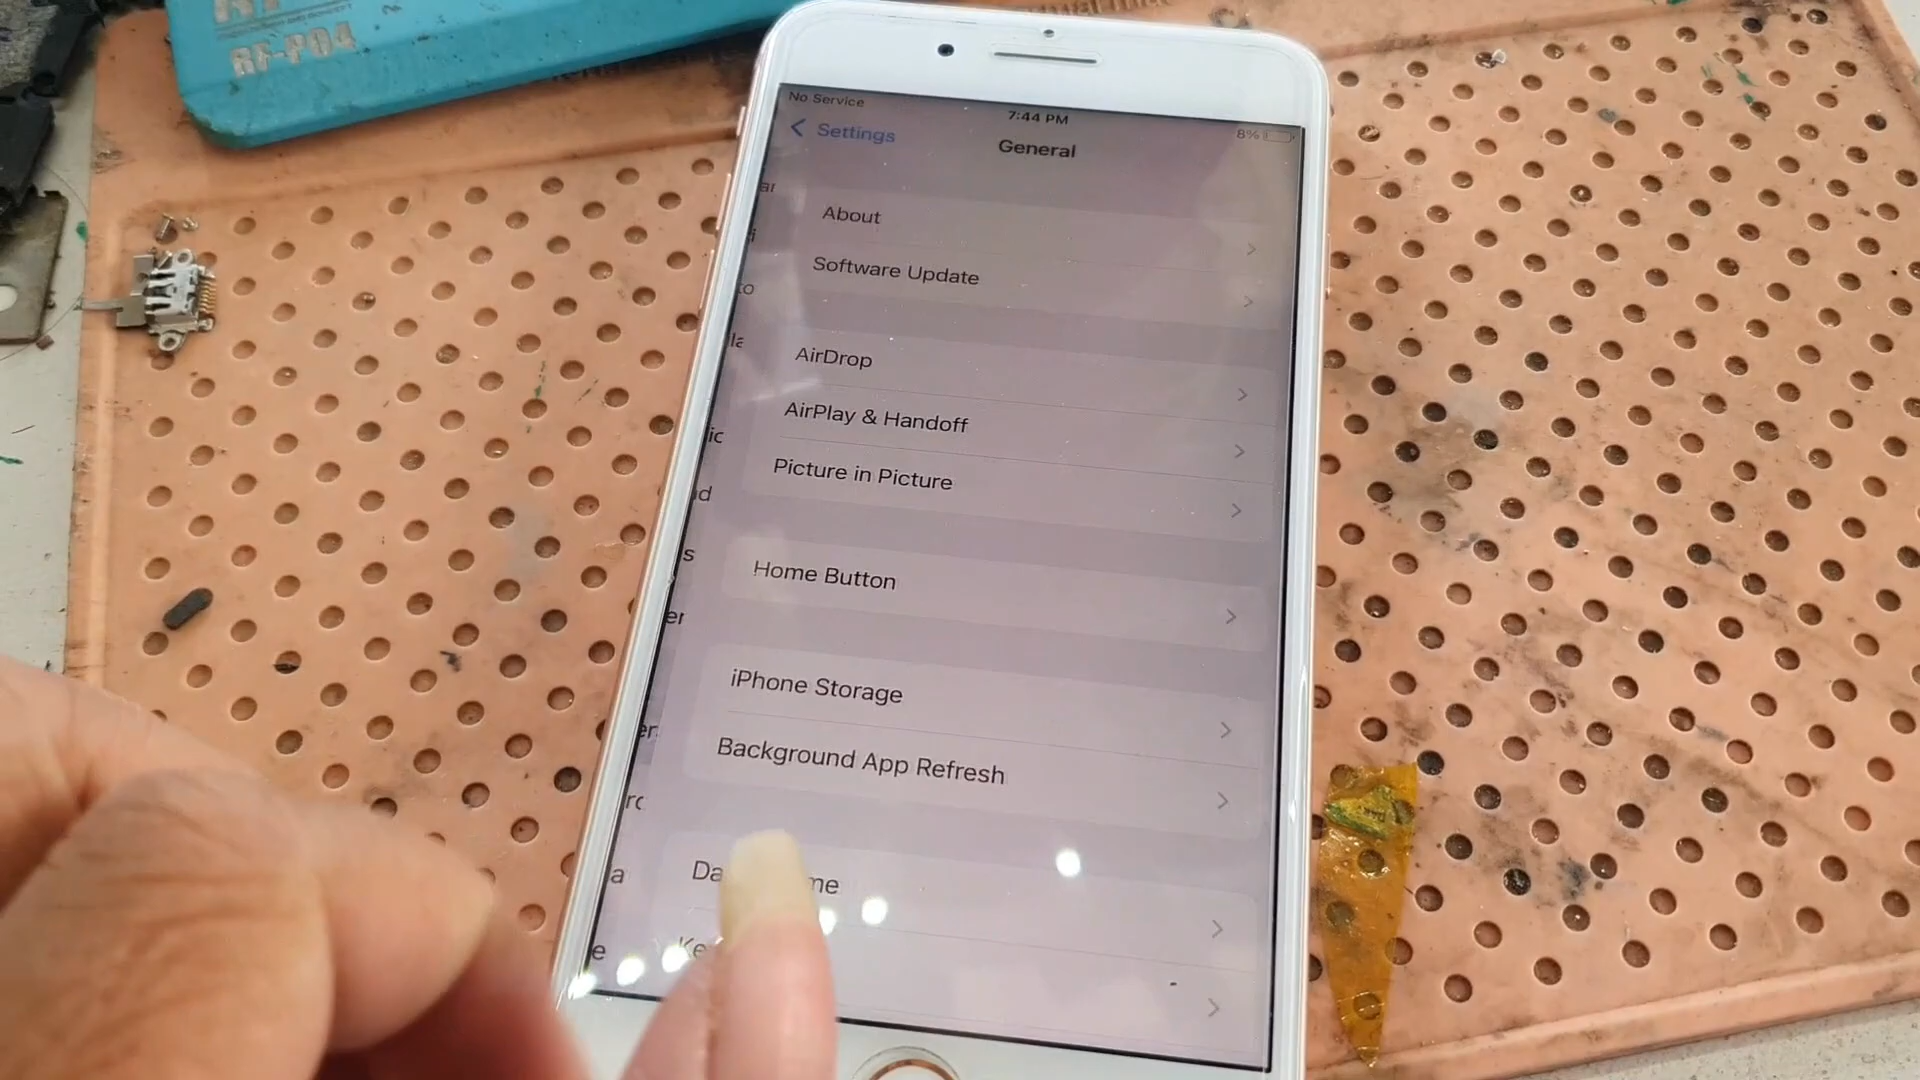 RF-P04
No Service
7:44 PM
8%
Settings
General
About
Software Update
AirDrop
AirPlay & Handoff
Picture in Picture
Home Button
iPhone Storage
Background App Refresh